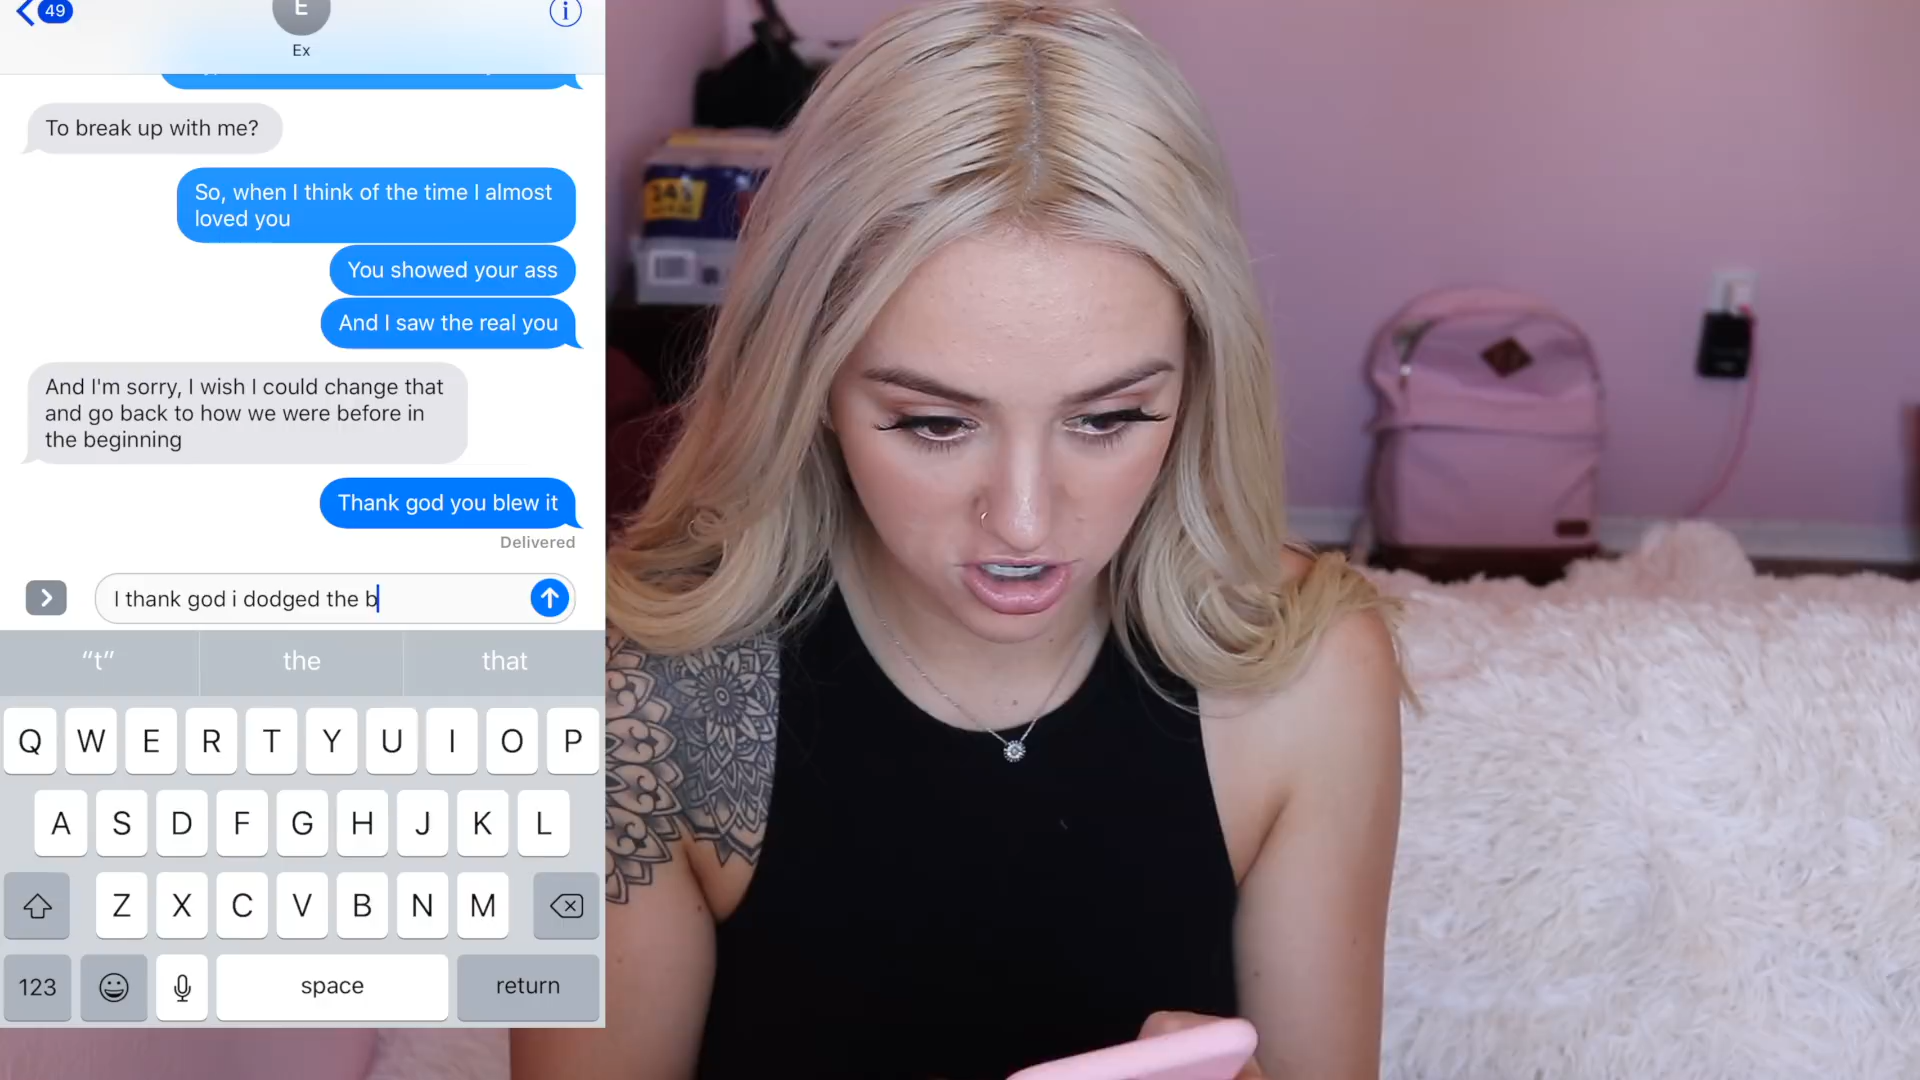 49
E
Ex
To break up with me?
So, when I think of the time I almost
loved you
You showed your ass
And I saw the real you
And I'm sorry, I wish I could change that
and go back to how we were before in
the beginning
Thank god you blew it
Delivered
I thank god i dodged the b
“t” the that
Q W E R T Y U I O P
A S D F G H J K L
Z X C V B N M
123 space return